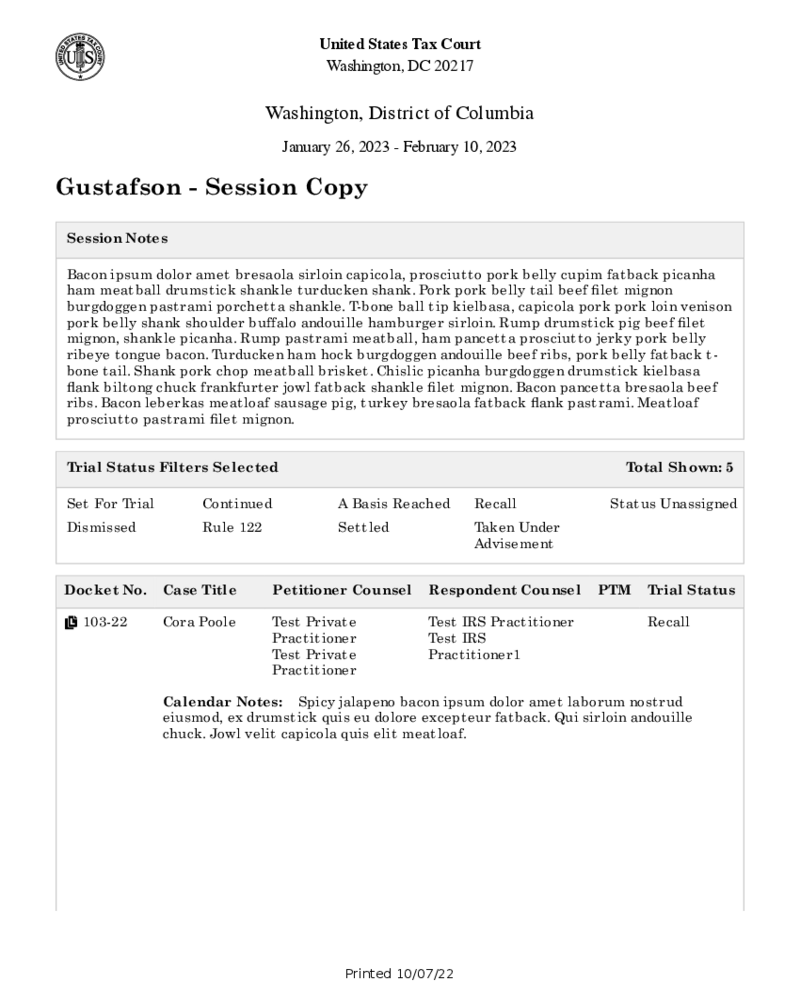 UNITED STATES TAX COURT
US
United States Tax Court
Washington, DC 20217
Washington, District of Columbia
January 26, 2023 - February 10, 2023
Gustafson - Session Copy
Session Notes
Bacon ipsum dolor amet bresaola sirloin capicola, prosciutto pork belly cupim fatback picanha
ham meatball drumstick shankle turducken shank. Pork pork belly tail beef filet mignon
burgdoggen pastrami porchetta shankle. T-bone ball tip kielbasa, capicola pork pork loin venison
pork belly shank shoulder buffalo andouille hamburger sirloin. Rump drumstick pig beef filet
mignon, shankle picanha. Rump pastrami meatball, ham pancetta prosciutto jerky pork belly
ribeye tongue bacon. Turducken ham hock burgdoggen andouille beef ribs, pork belly fatback t-
bone tail. Shank pork chop meatball brisket. Chislic picanha burgdoggen drumstick kielbasa
flank biltong chuck frankfurter jowl fatback shankle filet mignon. Bacon pancetta bresaola beef
ribs. Bacon leberkas meatloaf sausage pig, turkey bresaola fatback flank pastrami. Meatloaf
prosciutto pastrami filet mignon.
Trial Status Filters Selected Total Shown: 5
Set For Trial Continued A Basis Reached Recall Status Unassigned
Dismissed Rule 122 Settled Taken Under
Advisement
Docket No. Case Title Petitioner Counsel Respondent Counsel PTM Trial Status
103-22 Cora Poole Test Private Test IRS Practitioner Recall
Practitioner Test IRS
Test Private Practitioner1
Practitioner
Calendar Notes: Spicy jalapeno bacon ipsum dolor amet laborum nostrud
eiusmod, ex drumstick quis eu dolore excepteur fatback. Qui sirloin andouille
chuck. Jowl velit capicola quis elit meatloaf.
Printed 10/07/22